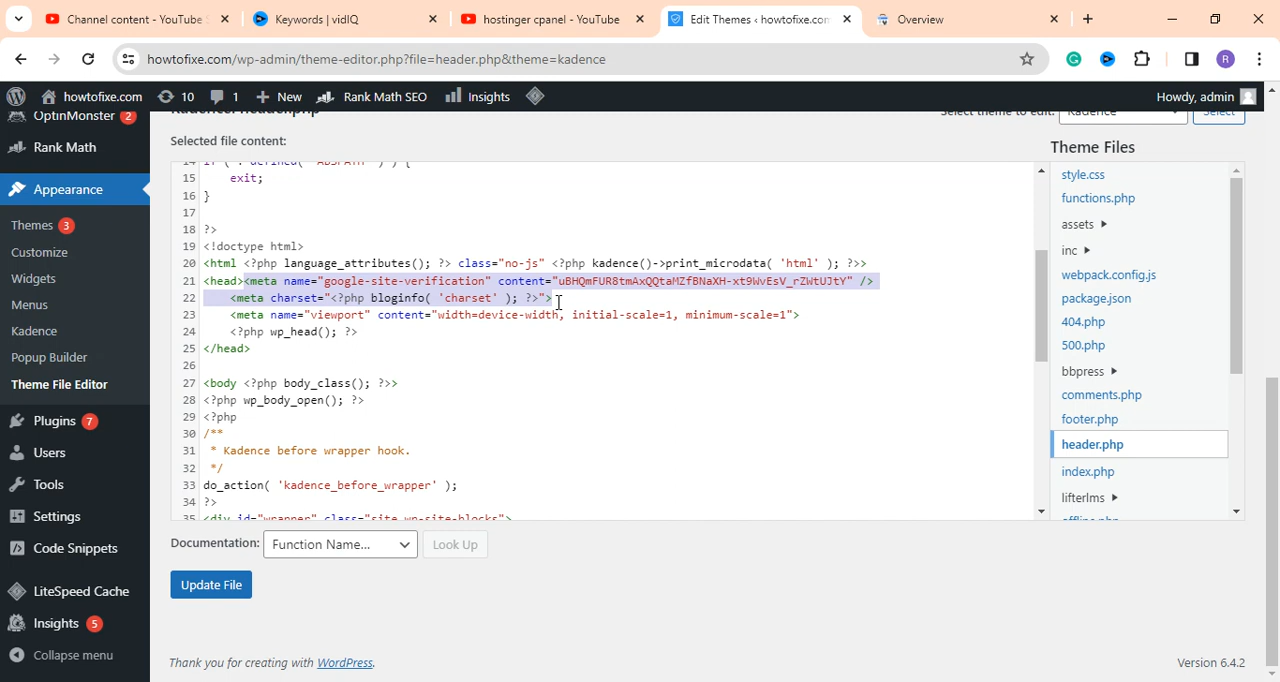 Channel content - YouTube
Keywords | vidIQ
hostinger cpanel - YouTube
Edit Themes ‹ howtofixe.com
Overview
howtofixe.com/wp-admin/theme-editor.php?file=header.php&theme=kadence
R
howtofixe.com
10
1
New
Rank Math SEO
Insights
Howdy, admin
OptinMonster 2
Rank Math
Appearance
Themes 3
Customize
Widgets
Menus
Kadence
Popup Builder
Theme File Editor
Plugins 7
Users
Tools
Settings
Code Snippets
LiteSpeed Cache
Insights 5
Collapse menu
Select theme to edit:
Kadence
Select
Selected file content:
15 exit;
16 }
17
18 ?>
19 <!doctype html>
20 <html <?php language_attributes(); ?> class="no-js" <?php kadence()->print_microdata( 'html' ); ?>>
21 <head><meta name="google-site-verification" content="uBHQmFUR8tmAxQQtaMZfBNaXH-xt9WvEsV_rZWtUJtY" />
22 <meta charset="<?php bloginfo( 'charset' ); ?>">
23 <meta name="viewport" content="width=device-width, initial-scale=1, minimum-scale=1">
24 <?php wp_head(); ?>
25 </head>
26
27 <body <?php body_class(); ?>>
28 <?php wp_body_open(); ?>
29 <?php
30 /**
31 * Kadence before wrapper hook.
32 */
33 do_action( 'kadence_before_wrapper' );
34 ?>
35 <div id="wrapper" class="site wp-site-blocks">
Theme Files
style.css
functions.php
assets
inc
webpack.config.js
package.json
404.php
500.php
bbpress
comments.php
footer.php
header.php
index.php
lifterlms
Documentation:
Function Name...
Look Up
Update File
Thank you for creating with WordPress.
Version 6.4.2